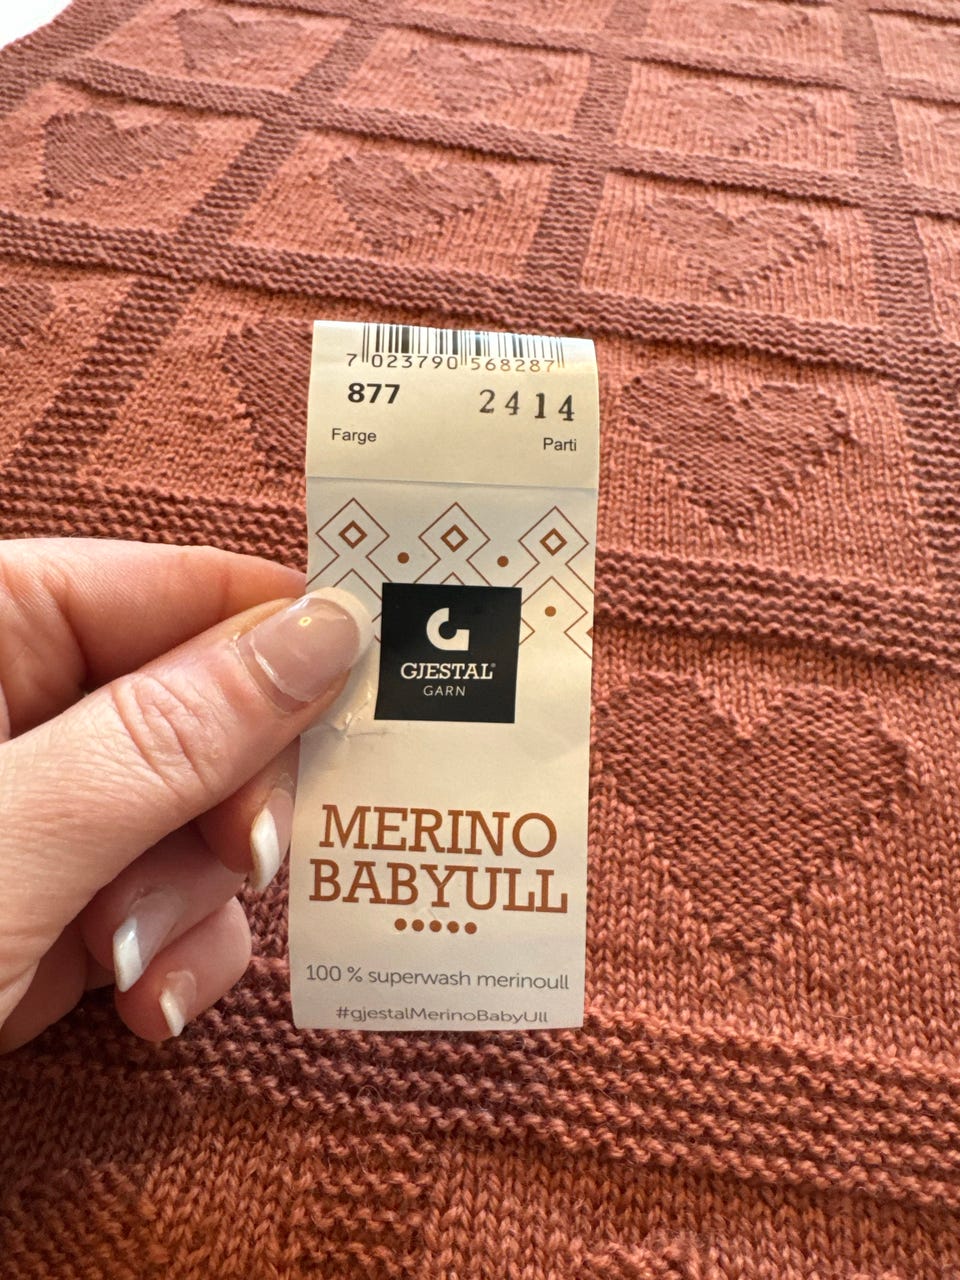 7 023790 568287
877 2414
Farge Parti
GJESTAL®
GARN
MERINO
BABYULL
100 % superwash merinoull
#gjestalMerinoBabyUll